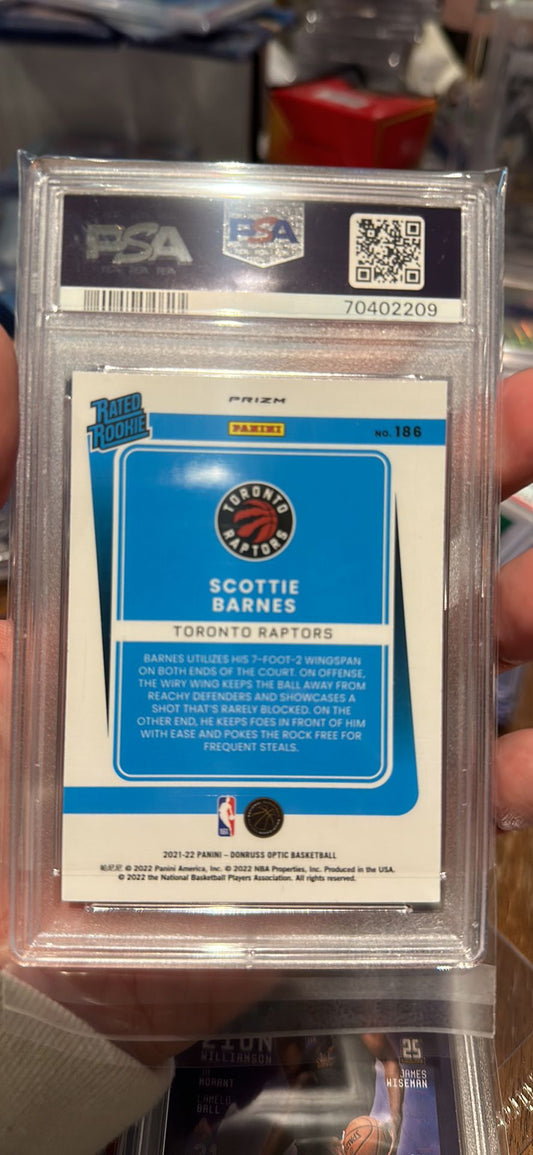 PSA
PSA
70402209
RATED
ROOKIE
PRIZM
PANINI
NO. 186
TORONTO
RAPTORS
SCOTTIE
BARNES
TORONTO RAPTORS
BARNES UTILIZES HIS 7-FOOT-2 WINGSPAN
ON BOTH ENDS OF THE COURT. ON OFFENSE,
THE WIRY WING KEEPS THE BALL AWAY FROM
REACHY DEFENDERS AND SHOWCASES A
SHOT THAT'S RARELY BLOCKED. ON THE
OTHER END, HE KEEPS FOES IN FRONT OF HIM
WITH EASE AND POKES THE ROCK FREE FOR
FREQUENT STEALS.
2021-22 PANINI – DONRUSS OPTIC BASKETBALL
帕尼尼 © 2022 Panini America, Inc. © 2022 NBA Properties, Inc. Produced in the USA.
© 2022 the National Basketball Players Association. All rights reserved.
ZION
WILLIAMSON
JA
MORANT
LAMELO
BALL
25
JAMES
WISEMAN